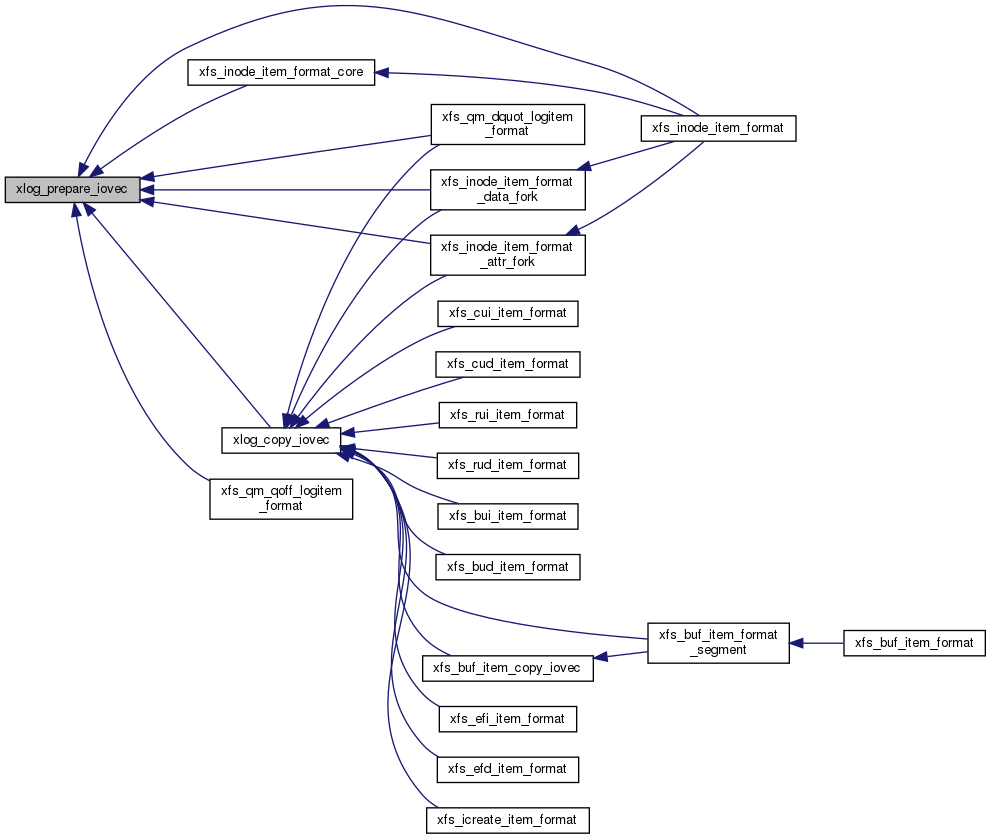 xfs_inode_item_format_core
xfs_qm_dquot_logitem
_format
xfs_inode_item_format
xlog_prepare_iovec
xfs_inode_item_format
_data_fork
xfs_inode_item_format
_attr_fork
xfs_cui_item_format
xfs_cud_item_format
xfs_rui_item_format
xlog_copy_iovec
xfs_rud_item_format
xfs_qm_qoff_logitem
_format
xfs_bui_item_format
xfs_bud_item_format
xfs_buf_item_format
_segment
xfs_buf_item_format
xfs_buf_item_copy_iovec
xfs_efi_item_format
xfs_efd_item_format
xfs_icreate_item_format